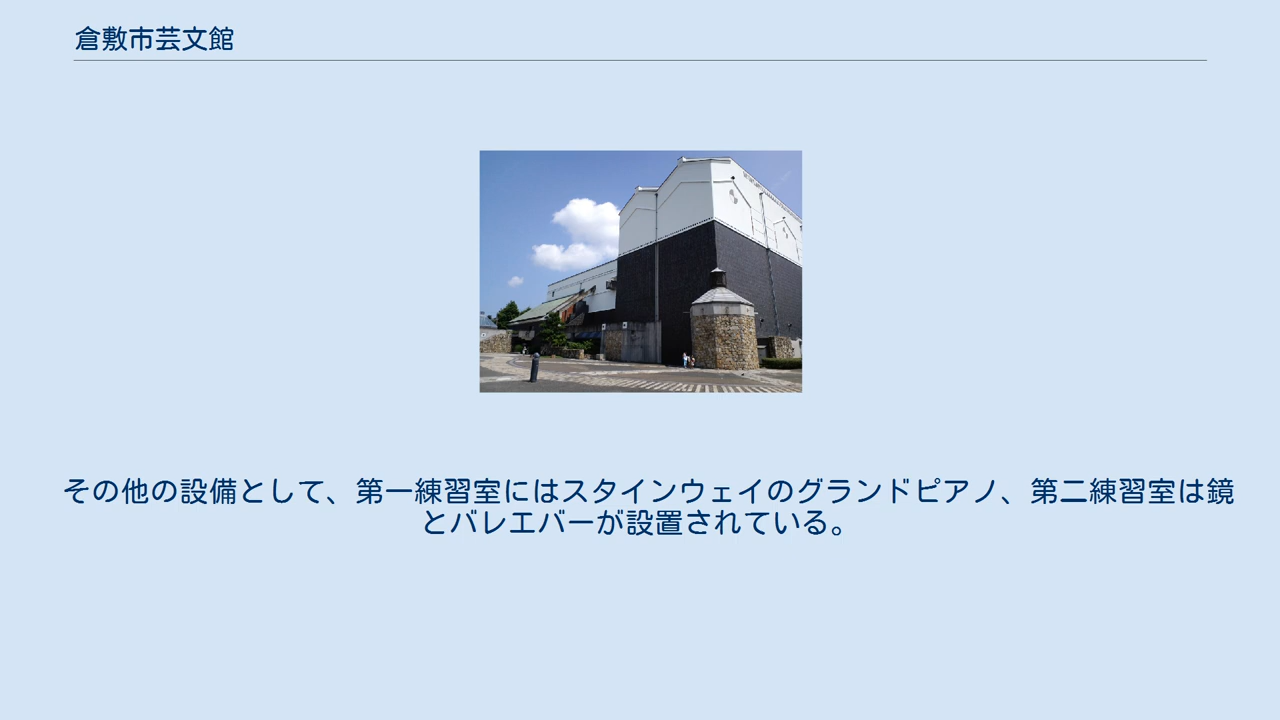 倉敷市芸文館
その他の設備として、第一練習室にはスタインウェイのグランドピアノ、第二練習室は鏡
とバレエバーが設置されている。